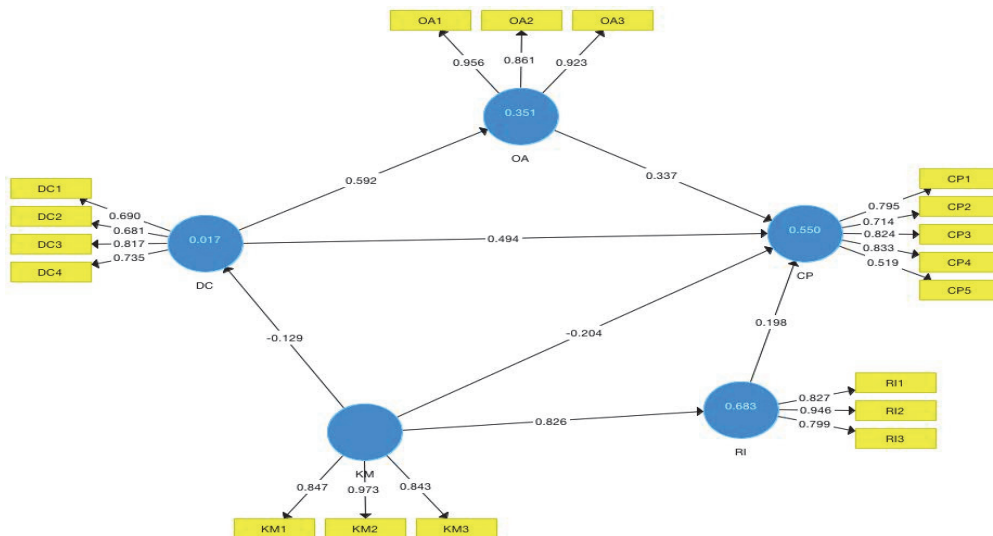 OA1 OA2 OA3
0.956 0.861 0.923
0.351
OA
0.592
0.337
DC1
DC2
DC3
DC4
0.690
0.681
0.817
0.735
0.017
DC
0.494
0.550
CP
0.795
0.714
0.824
0.833
0.519
CP1
CP2
CP3
CP4
CP5
-0.129
-0.204
0.198
0.826
0.683
RI
0.827
0.946
0.799
RI1
RI2
RI3
KM
0.847 0.973 0.843
KM1 KM2 KM3